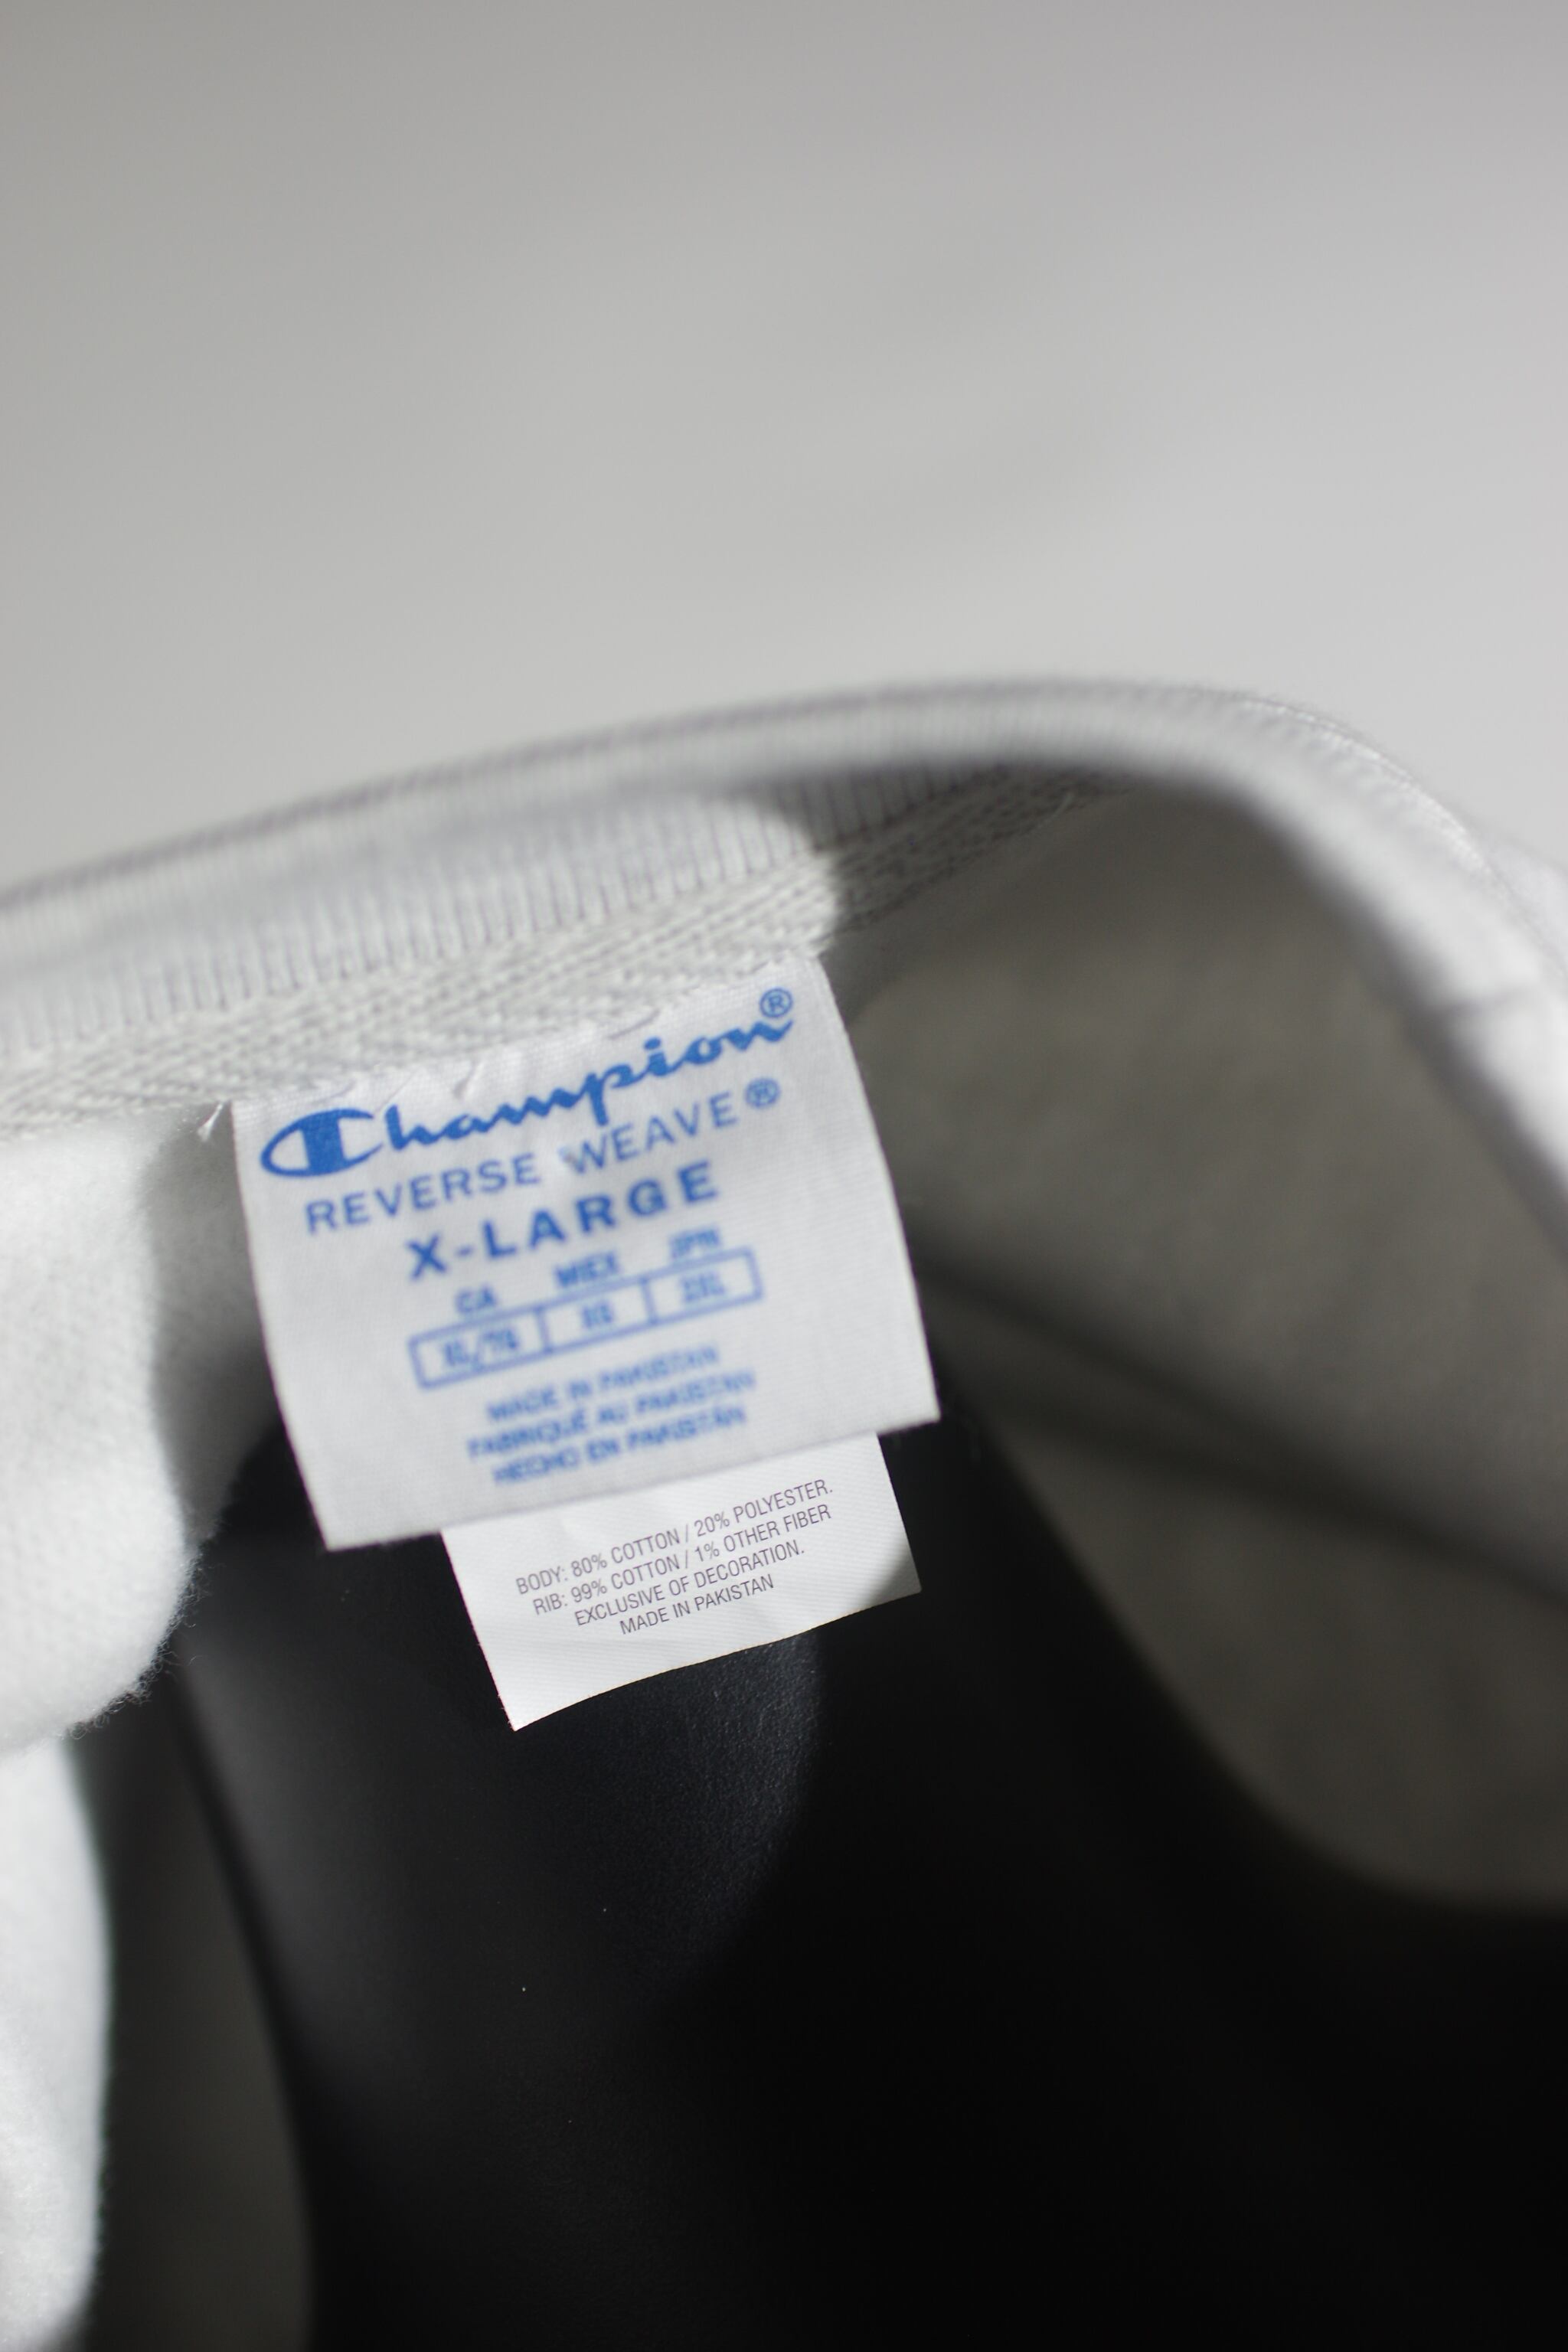 Champion®
REVERSE WEAVE®
X-LARGE
CA MEX JPN
XL/TG XG 2XL
MADE IN PAKISTAN
FABRIQUÉ AU PAKISTAN
HECHO EN PAKISTÁN
BODY: 80% COTTON / 20% POLYESTER.
RIB: 99% COTTON / 1% OTHER FIBER
EXCLUSIVE OF DECORATION.
MADE IN PAKISTAN